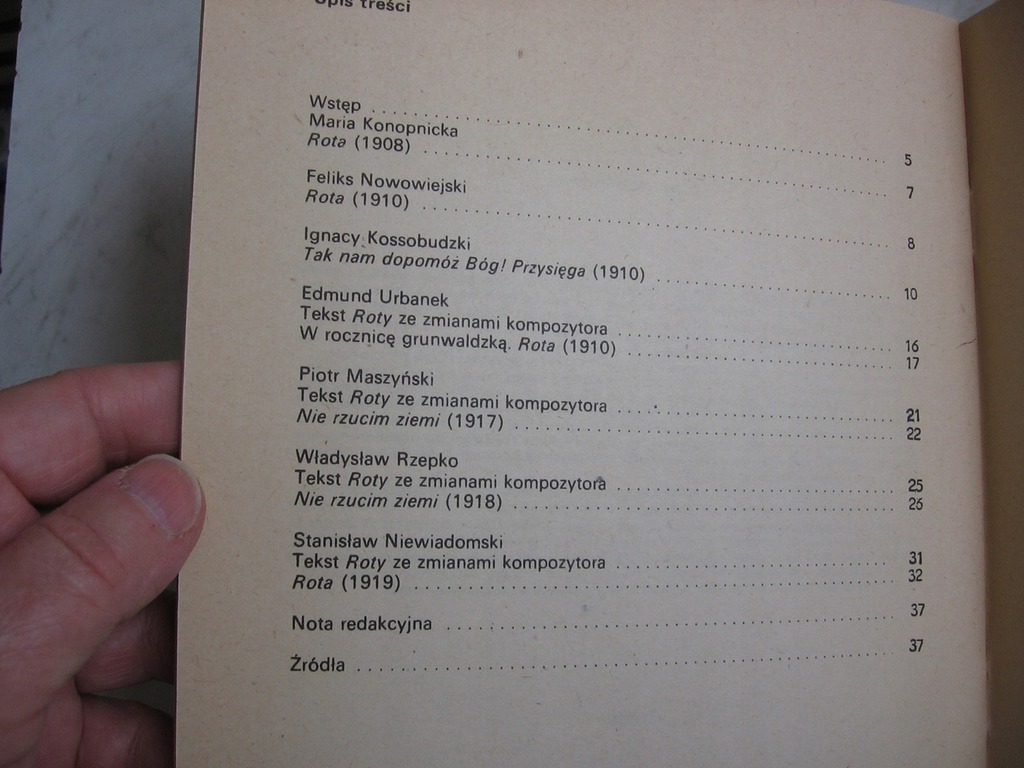 Spis treści
Wstęp . . . . . 5
Maria Konopnicka
Rota (1908) . . . . . 7
Feliks Nowowiejski
Rota (1910) . . . . . 8
Ignacy Kossobudzki
Tak nam dopomóż Bóg! Przysięga (1910) . . . . . 10
Edmund Urbanek
Tekst Roty ze zmianami kompozytora . . . . . 16
W rocznicę grunwaldzką. Rota (1910) . . . . . 17
Piotr Maszyński
Tekst Roty ze zmianami kompozytora . . . . . 21
Nie rzucim ziemi (1917) . . . . . 22
Władysław Rzepko
Tekst Roty ze zmianami kompozytora . . . . . 25
Nie rzucim ziemi (1918) . . . . . 26
Stanisław Niewiadomski
Tekst Roty ze zmianami kompozytora . . . . . 31
Rota (1919) . . . . . 32
Nota redakcyjna . . . . . 37
Źródła . . . . . 37